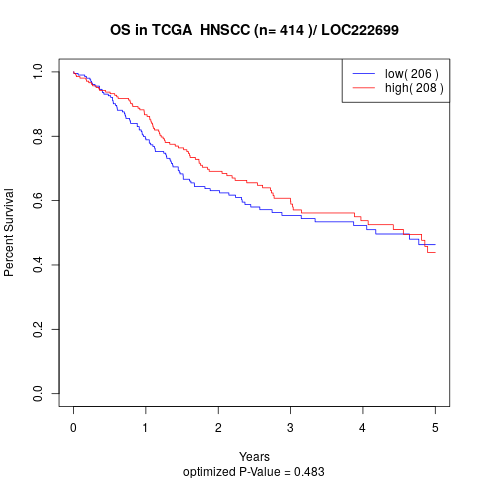 OS in TCGA  HNSCC (n= 414 )/ LOC222699
low( 206 )
high( 208 )
Percent Survival
1.0
0.8
0.6
0.4
0.2
0.0
0 1 2 3 4 5
Years
optimized P-Value = 0.483